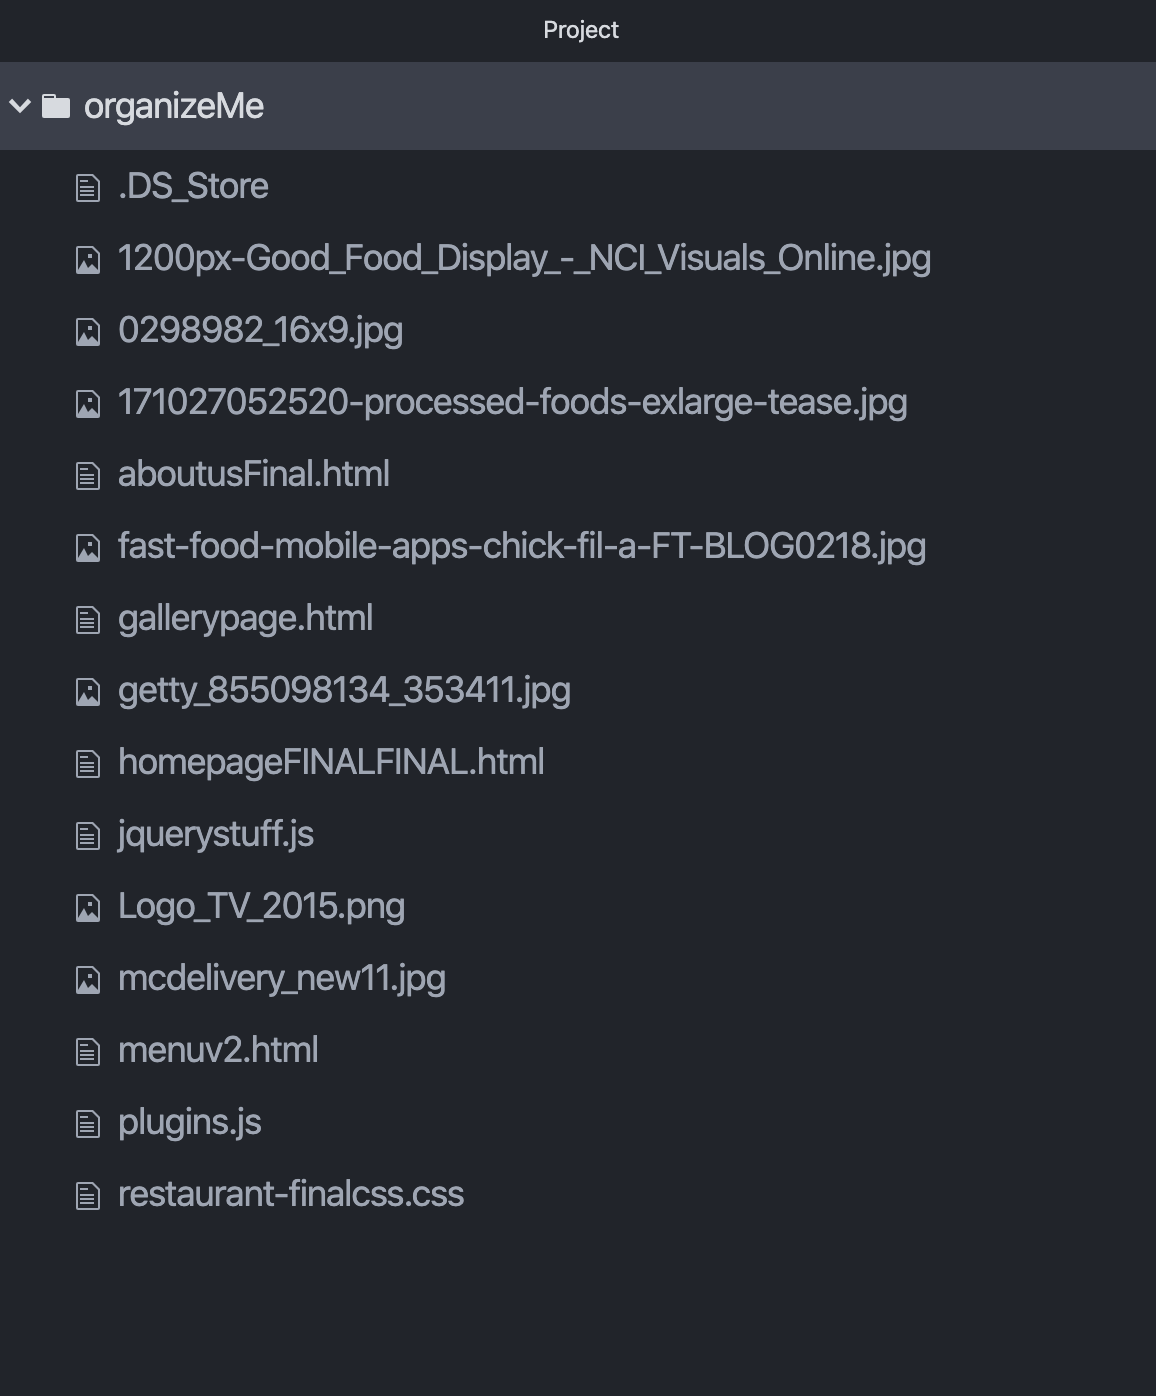 Project
organizeMe
.DS_Store
1200px-Good_Food_Display_-_NCI_Visuals_Online.jpg
0298982_16x9.jpg
171027052520-processed-foods-exlarge-tease.jpg
aboutusFinal.html
fast-food-mobile-apps-chick-fil-a-FT-BLOG0218.jpg
gallerypage.html
getty_855098134_353411.jpg
homepageFINALFINAL.html
jquerystuff.js
Logo_TV_2015.png
mcdelivery_new11.jpg
menuv2.html
plugins.js
restaurant-finalcss.css